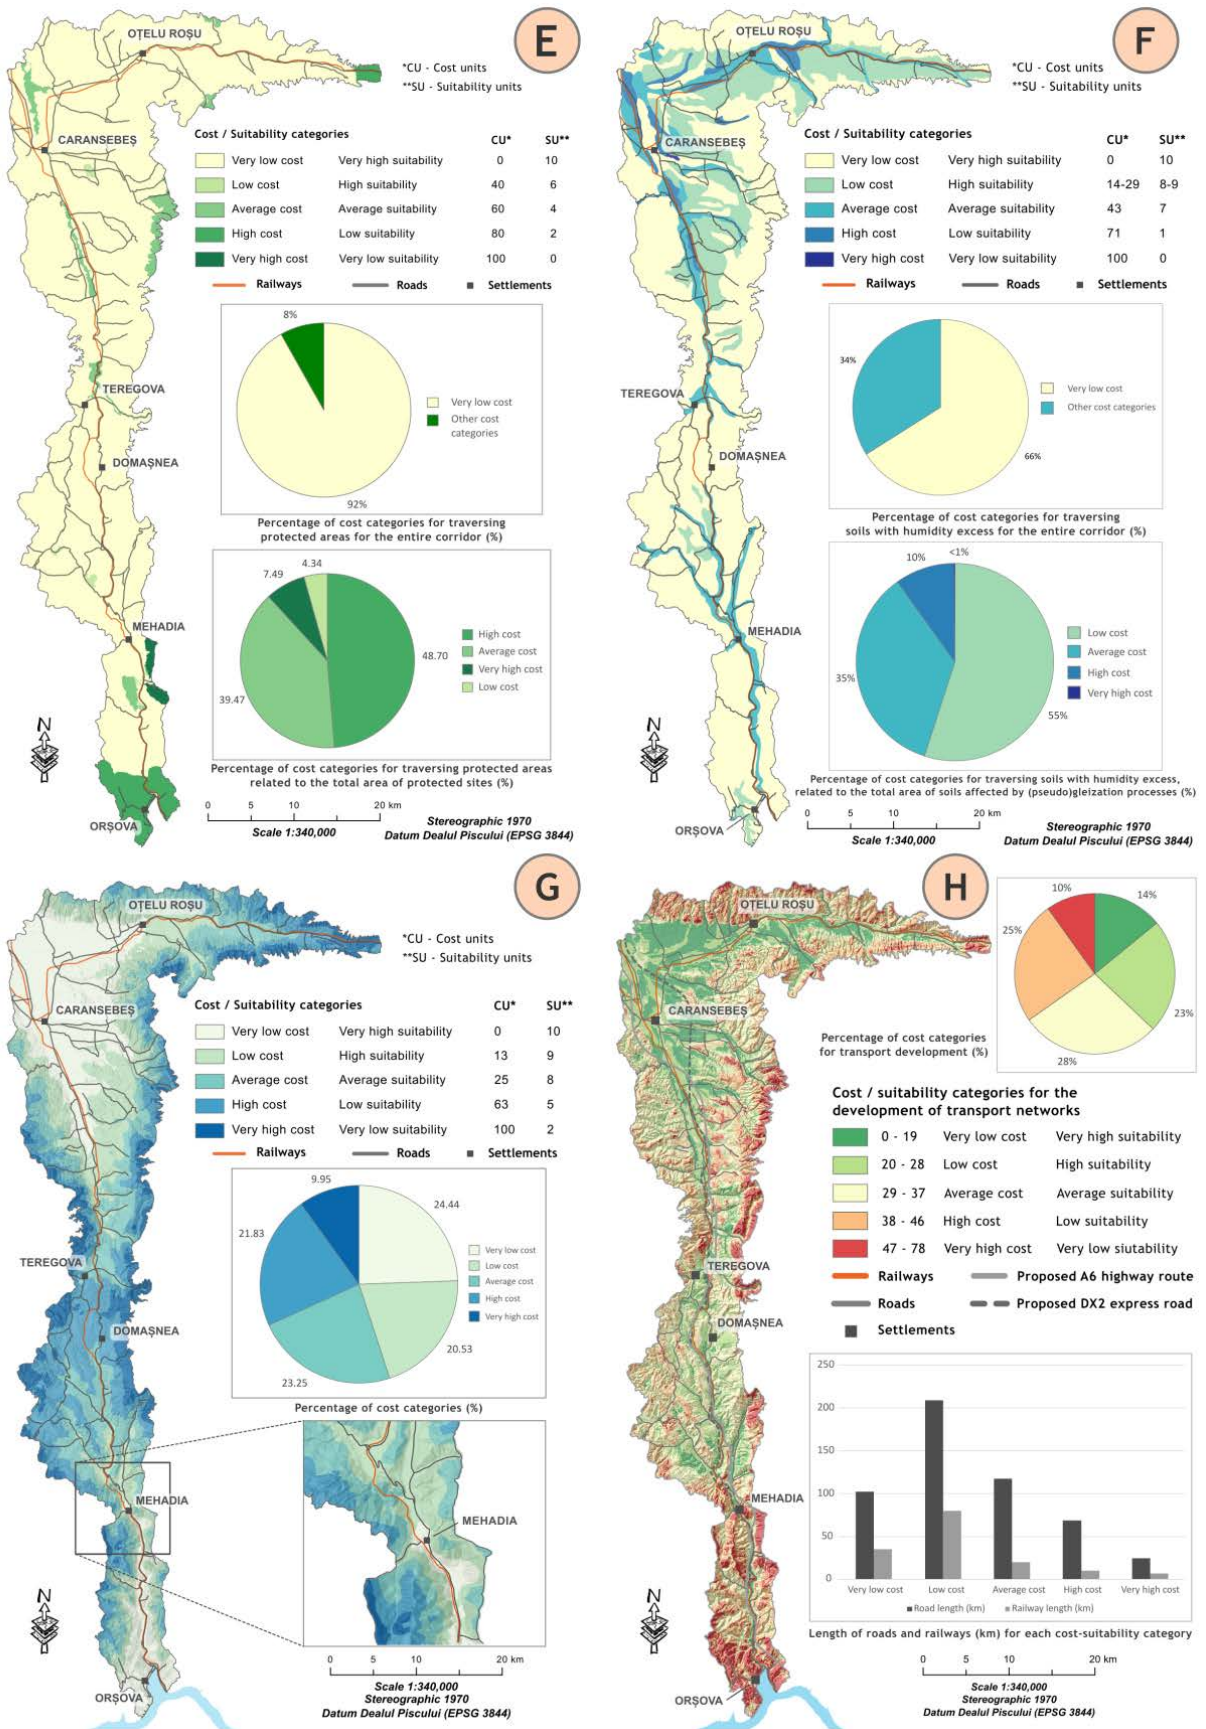 E
OȚELU ROȘU
*CU - Cost units
**SU - Suitability units
CARANSEBEȘ
Cost / Suitability categories CU* SU**
Very low cost Very high suitability 0 10
Low cost High suitability 40 6
Average cost Average suitability 60 4
High cost Low suitability 80 2
Very high cost Very low suitability 100 0
Railways Roads Settlements
8%
Very low cost
Other cost
categories
92%
TEREGOVA
DOMAȘNEA
Percentage of cost categories for traversing
protected areas for the entire corridor (%)
7.49
4.34
48.70
39.47
High cost
Average cost
Very high cost
Low cost
MEHADIA
N
Percentage of cost categories for traversing protected areas
related to the total area of protected sites (%)
0 5 10 20 km
Scale 1:340,000
Stereographic 1970
Datum Dealul Piscului (EPSG 3844)
ORȘOVA
F
OȚELU ROȘU
*CU - Cost units
**SU - Suitability units
CARANSEBEȘ
Cost / Suitability categories CU* SU**
Very low cost Very high suitability 0 10
Low cost High suitability 14-29 8-9
Average cost Average suitability 43 7
High cost Low suitability 71 1
Very high cost Very low suitability 100 0
Railways Roads Settlements
34%
Very low cost
Other cost categories
66%
TEREGOVA
DOMAȘNEA
Percentage of cost categories for traversing
soils with humidity excess for the entire corridor (%)
10%
<1%
35%
55%
Low cost
Average cost
High cost
Very high cost
MEHADIA
N
Percentage of cost categories for traversing soils with humidity excess,
related to the total area of soils affected by (pseudo)gleization processes (%)
0 5 10 20 km
Scale 1:340,000
Stereographic 1970
Datum Dealul Piscului (EPSG 3844)
ORȘOVA
G
OȚELU ROȘU
*CU - Cost units
**SU - Suitability units
CARANSEBEȘ
Cost / Suitability categories CU* SU**
Very low cost Very high suitability 0 10
Low cost High suitability 13 9
Average cost Average suitability 25 8
High cost Low suitability 63 5
Very high cost Very low suitability 100 2
Railways Roads Settlements
9.95
24.44
21.83
20.53
23.25
Very low cost
Low cost
Average cost
High cost
Very high cost
TEREGOVA
DOMAȘNEA
Percentage of cost categories (%)
MEHADIA
MEHADIA
N
0 5 10 20 km
Scale 1:340,000
Stereographic 1970
Datum Dealul Piscului (EPSG 3844)
ORȘOVA
H
OȚELU ROȘU
10%
14%
25%
23%
28%
CARANSEBEȘ
Percentage of cost categories
for transport development (%)
Cost / suitability categories for the
development of transport networks
0 - 19 Very low cost Very high suitability
20 - 28 Low cost High suitability
29 - 37 Average cost Average suitability
38 - 46 High cost Low suitability
47 - 78 Very high cost Very low siutability
Railways Proposed A6 highway route
Roads Proposed DX2 express road
Settlements
TEREGOVA
DOMAȘNEA
250
200
150
100
50
0
Very low cost Low cost Average cost High cost Very high cost
Road length (km) Railway length (km)
MEHADIA
N
Length of roads and railways (km) for each cost-suitability category
0 5 10 20 km
Scale 1:340,000
Stereographic 1970
Datum Dealul Piscului (EPSG 3844)
ORȘOVA